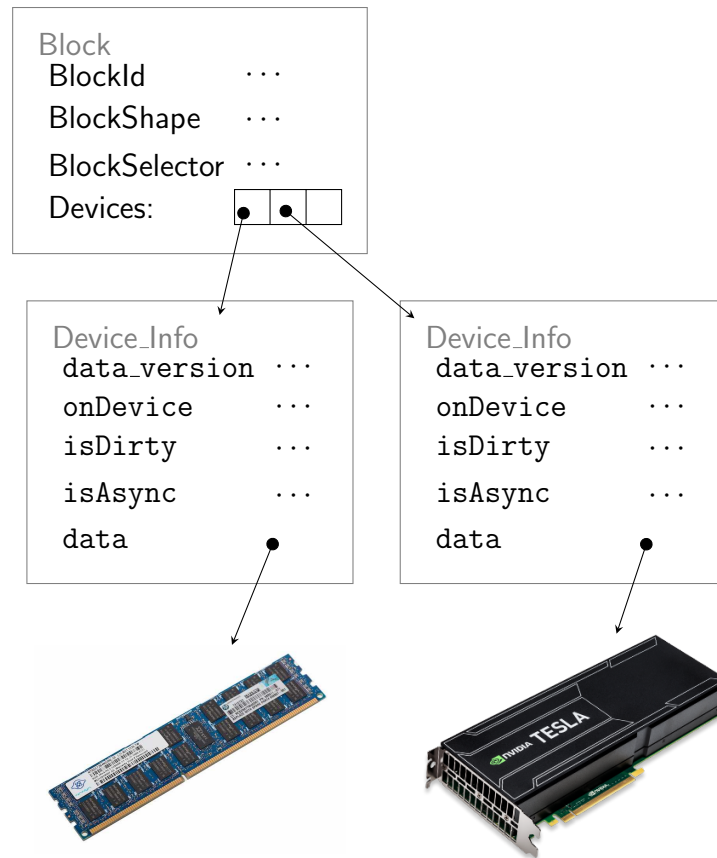 Block
BlockId ···
BlockShape ···
BlockSelector ···
Devices:
Device_Info
data_version ···
onDevice ···
isDirty ···
isAsync ···
data
Device_Info
data_version ···
onDevice ···
isDirty ···
isAsync ···
data
NVIDIA TESLA